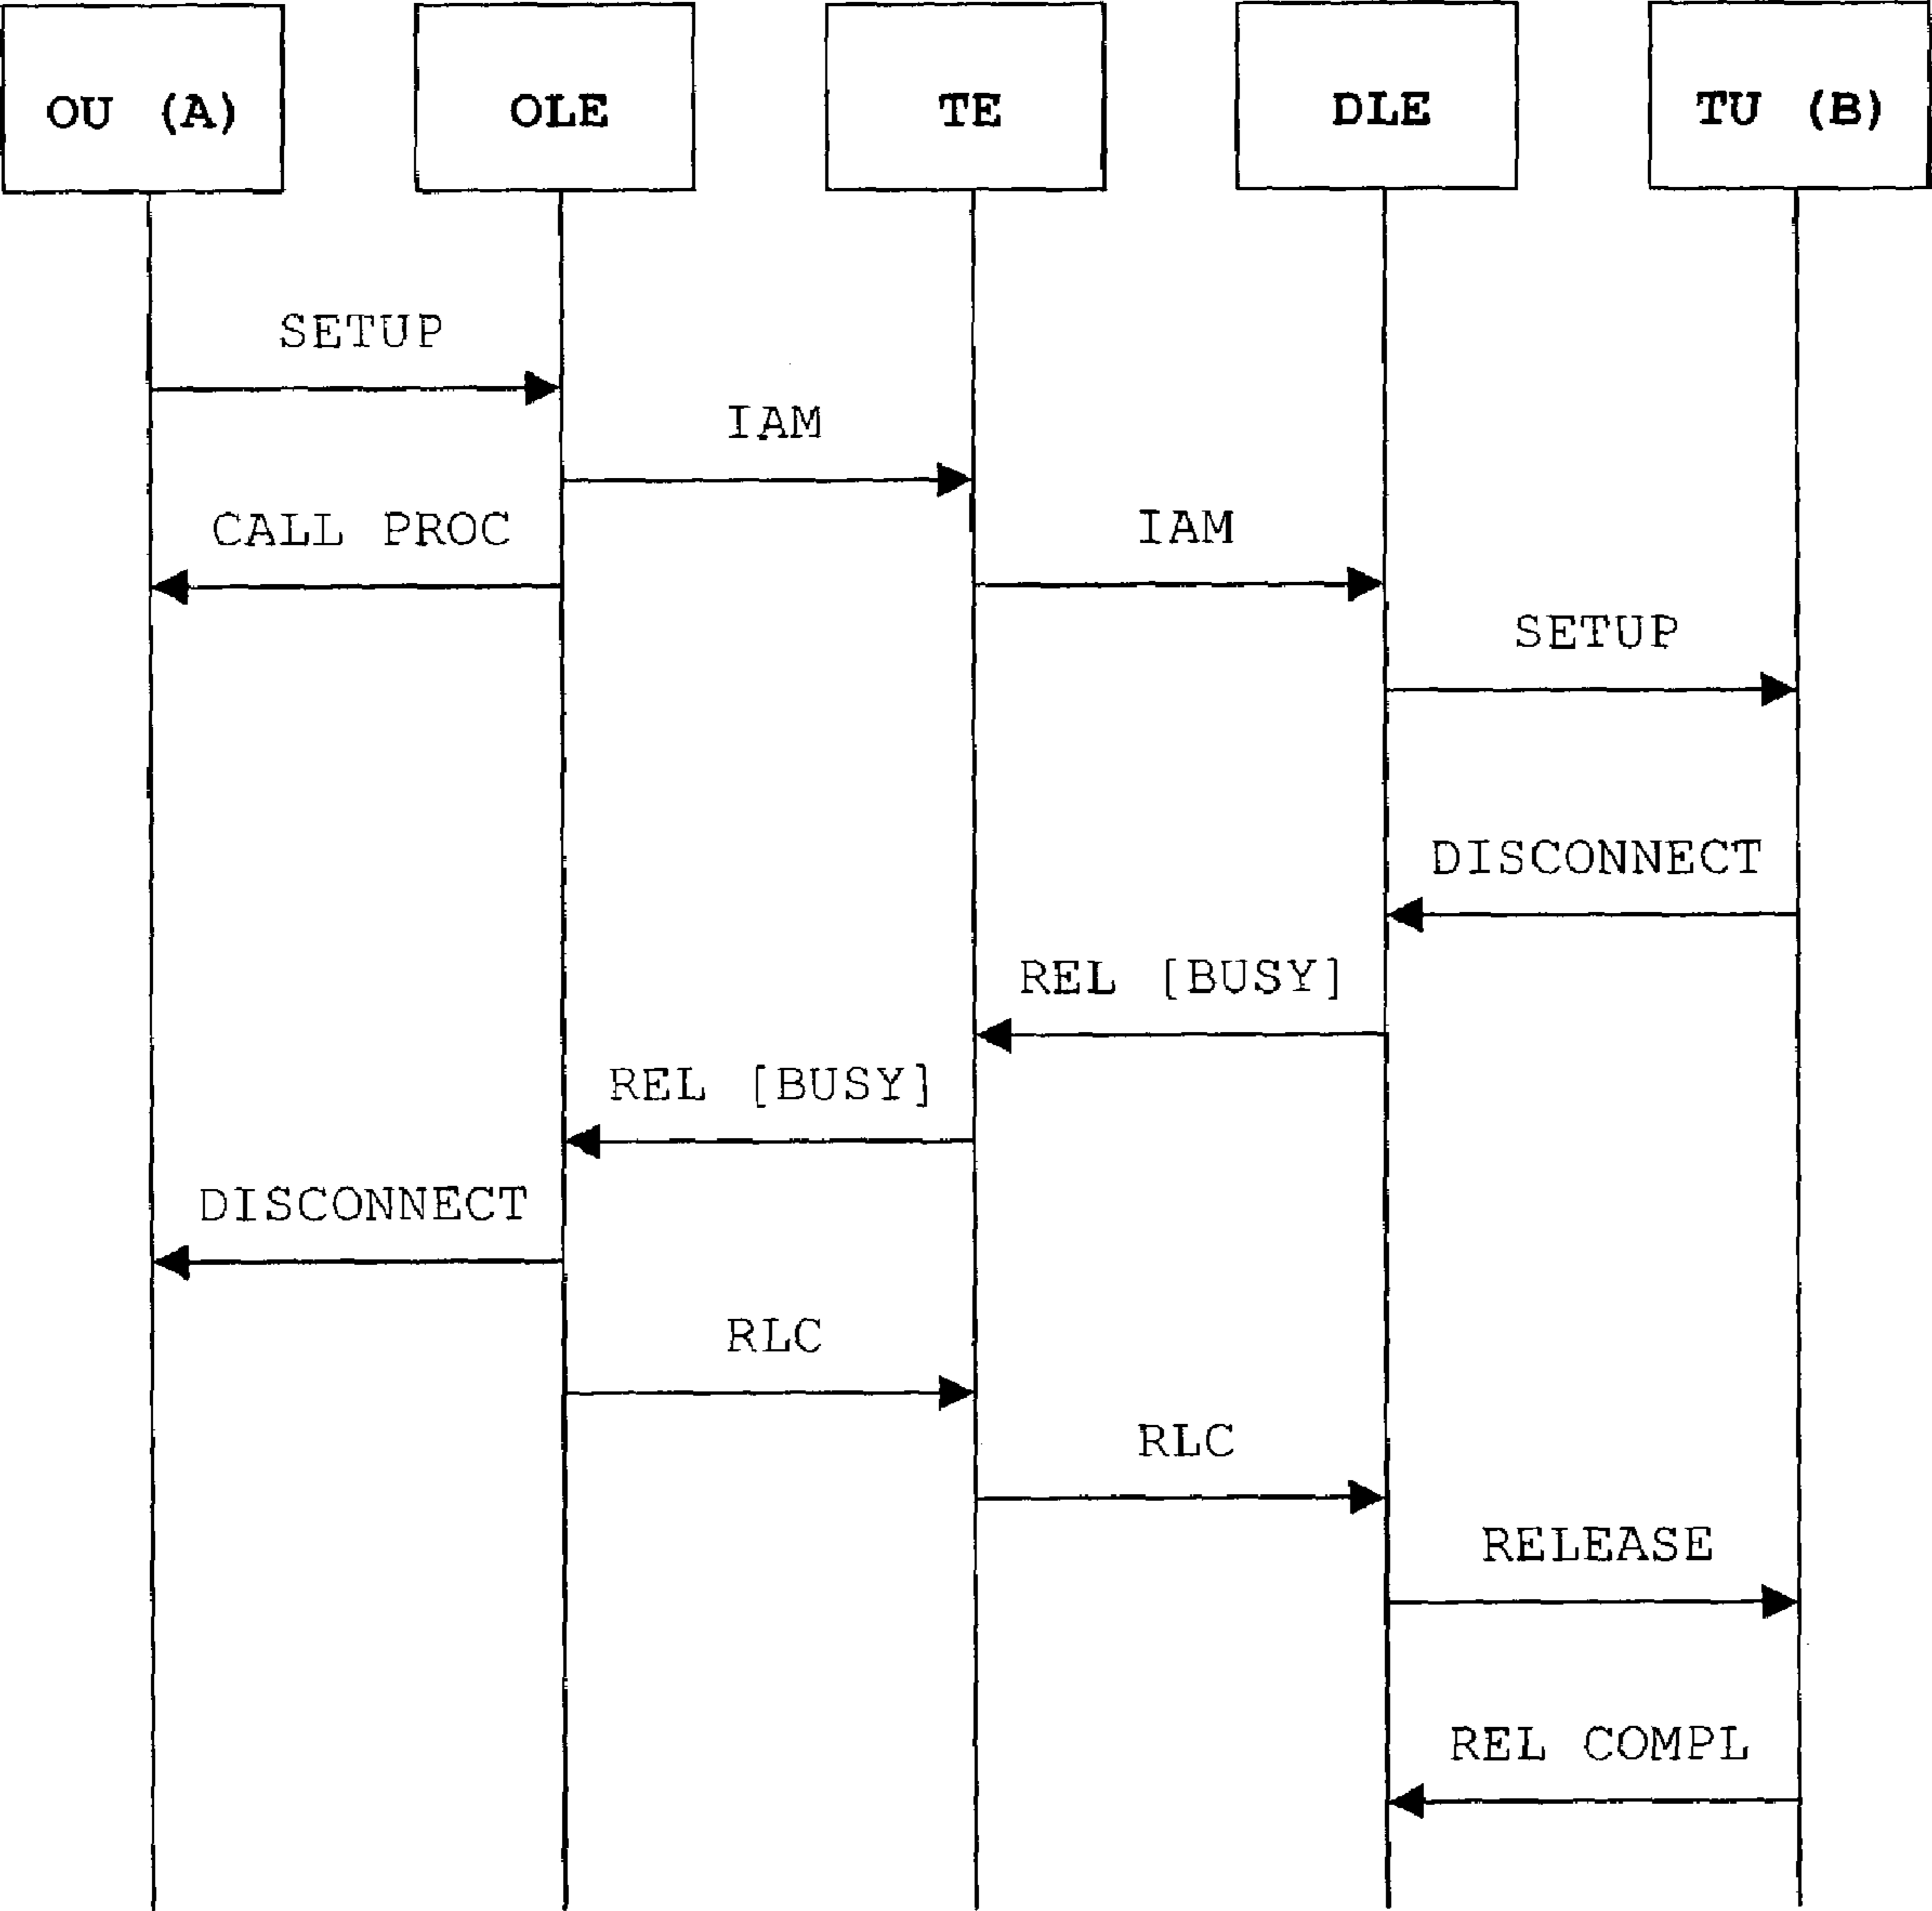 OU (A)
OLE
TE
DLE
TU (B)
SETUP
IAM
CALL PROC
IAM
SETUP
DISCONNECT
REL [BUSY]
REL [BUSY]
DISCONNECT
RLC
RLC
RELEASE
REL COMPL